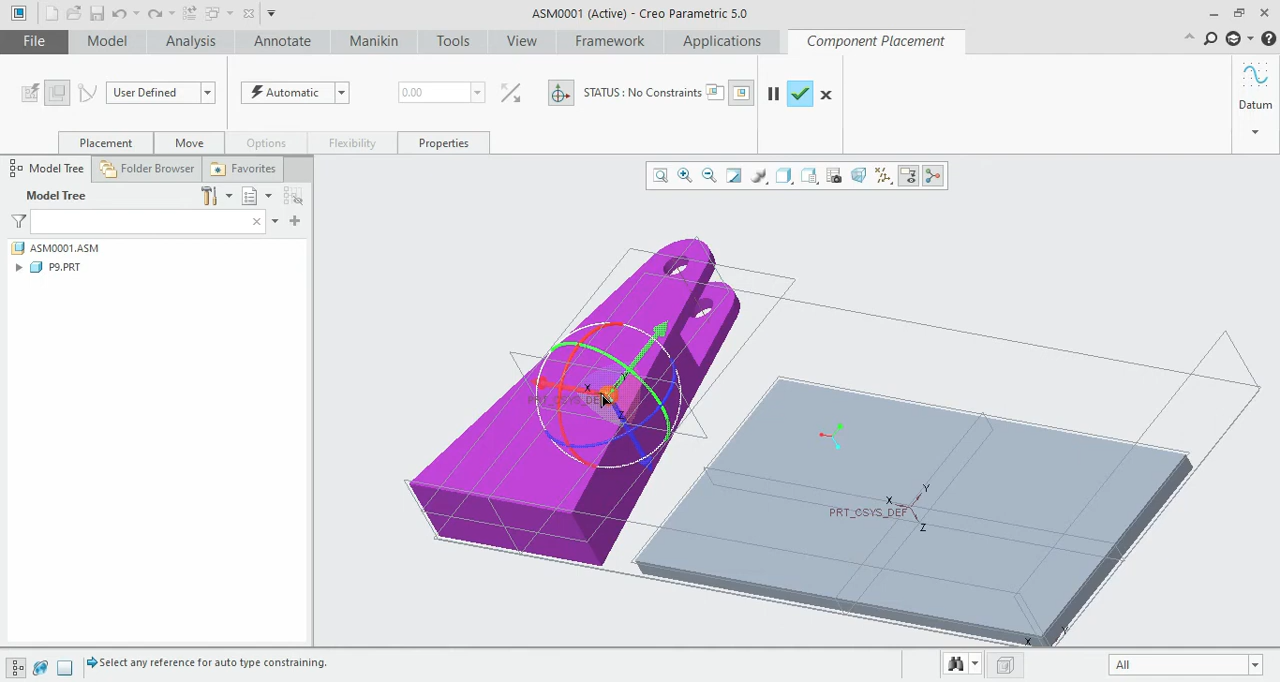 ASM0001 (Active) - Creo Parametric 5.0
File Model Analysis Annotate Manikin Tools View Framework Applications Component Placement
User Defined Automatic 0.00 STATUS : No Constraints
Datum
Placement Move Options Flexibility Properties
Model Tree Folder Browser Favorites
Model Tree
ASM0001.ASM
P9.PRT
X Y
Z
X Y
PRT_CSYS_DEF
Z
X
Select any reference for auto type constraining.
All